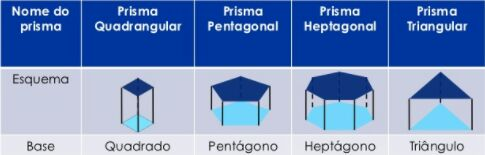 Nome do Prisma Prisma Prisma Prisma
prisma Quadrangular Pentagonal Heptagonal Triangular
Esquema
Base Quadrado Pentágono Heptágono Triângulo